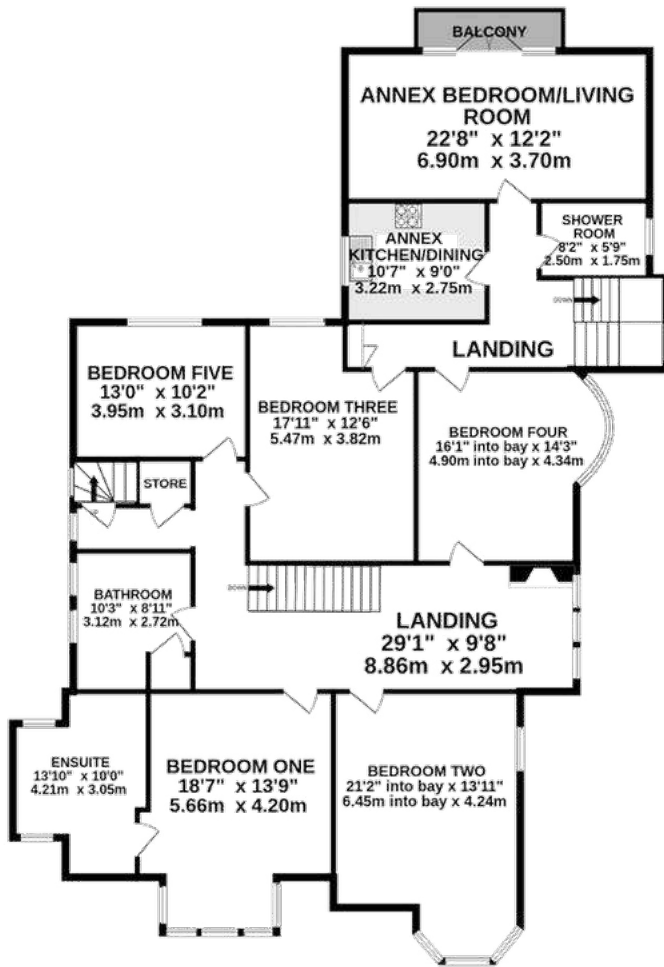 BALCONY
ANNEX BEDROOM/LIVING
ROOM
22'8" x 12'2"
6.90m x 3.70m
SHOWER
ROOM
8'2" x 5'9"
2.50m x 1.75m
ANNEX
KITCHEN/DINING
10'7" x 9'0"
3.22m x 2.75m
DOWN
LANDING
BEDROOM FIVE
13'0" x 10'2"
3.95m x 3.10m
BEDROOM THREE
17'11" x 12'6"
5.47m x 3.82m
BEDROOM FOUR
16'1" into bay x 14'3"
4.90m into bay x 4.34m
STORE
UP
BATHROOM
10'3" x 8'11"
3.12m x 2.72m
DOWN
LANDING
29'1" x 9'8"
8.86m x 2.95m
ENSUITE
13'10" x 10'0"
4.21m x 3.05m
BEDROOM ONE
18'7" x 13'9"
5.66m x 4.20m
BEDROOM TWO
21'2" into bay x 13'11"
6.45m into bay x 4.24m